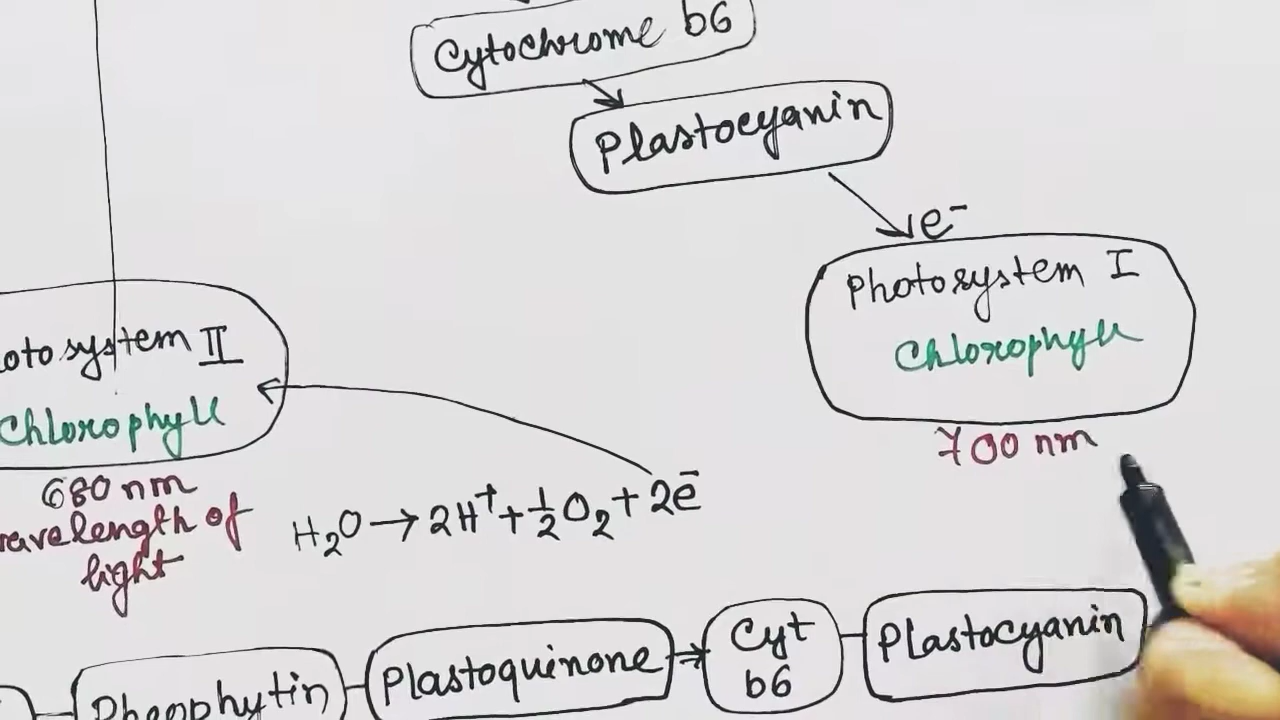 Cytochrome b6
Plastocyanin
e⁻
Photosystem I
Chlorophyll
700 nm
otosystem II
Chlorophyll
680 nm
wavelength of
light
H₂O → 2H⁺ + ½O₂ + 2e⁻
Pheophytin
Plastoquinone
Cyt
b6
Plastocyanin